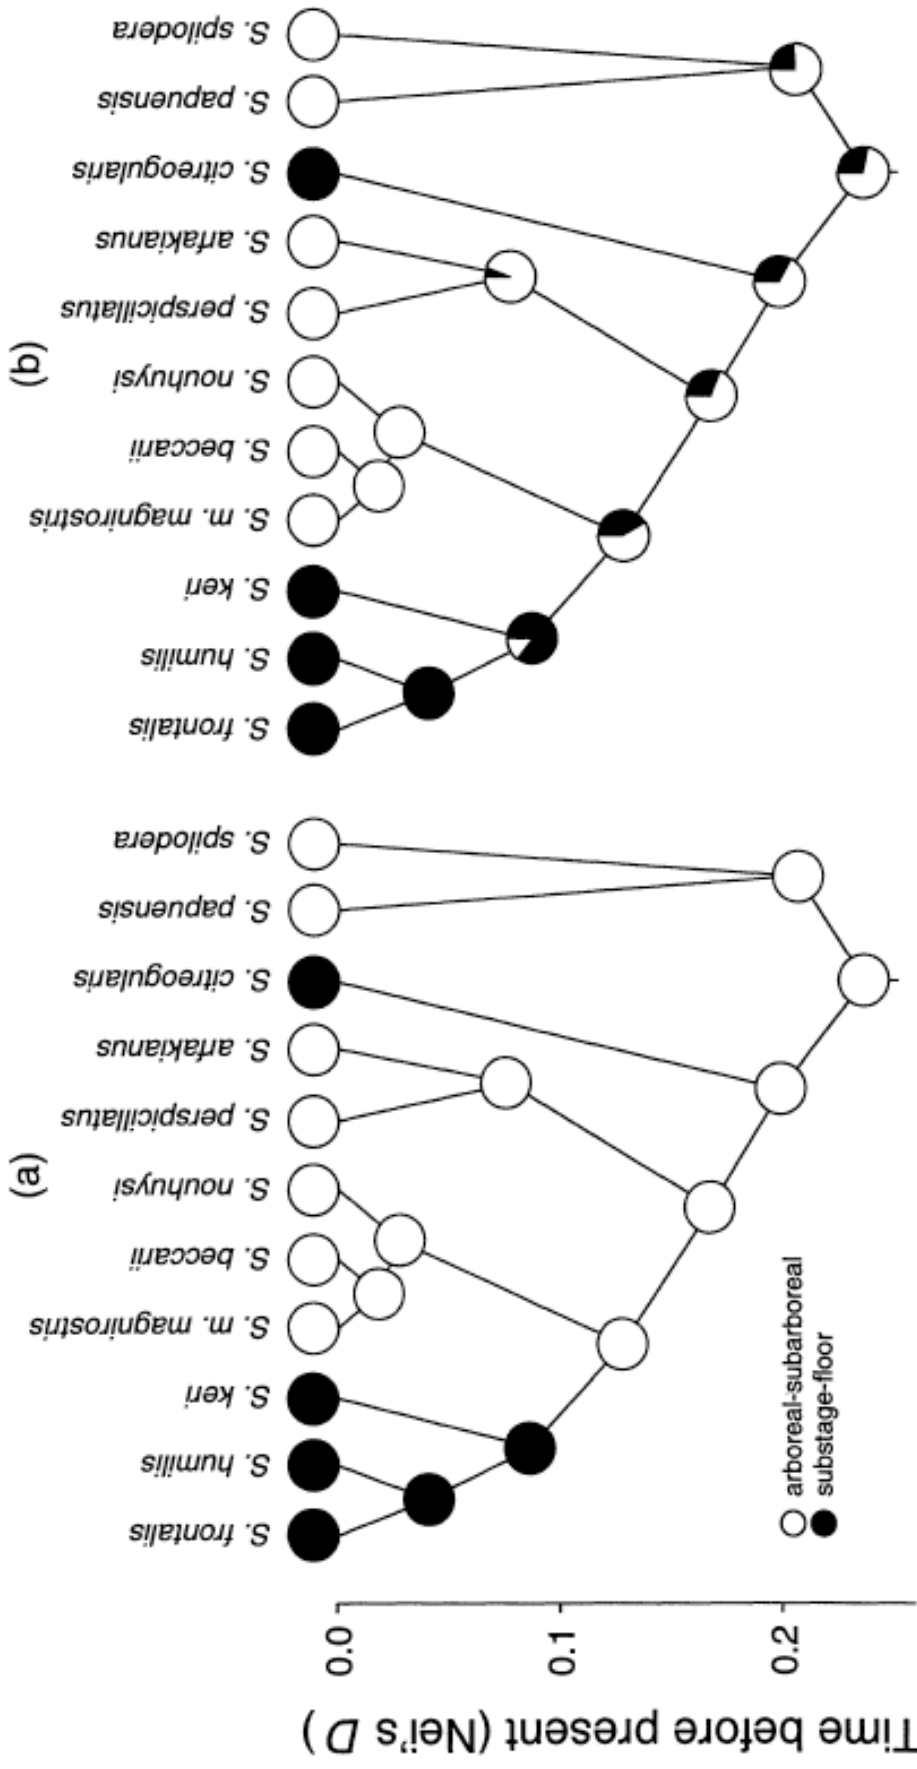 (a)
(b)
S. frontalis
S. humilis
S. keri
S. m. magnirostris
S. beccarii
S. nouhuysi
S. perspicillatus
S. arfakianus
S. citreogularis
S. papuensis
S. spilodera
S. frontalis
S. humilis
S. keri
S. m. magnirostris
S. beccarii
S. nouhuysi
S. perspicillatus
S. arfakianus
S. citreogularis
S. papuensis
S. spilodera
Time before present (Nei's D)
0.0
0.1
0.2
arboreal-subarboreal
substage-floor